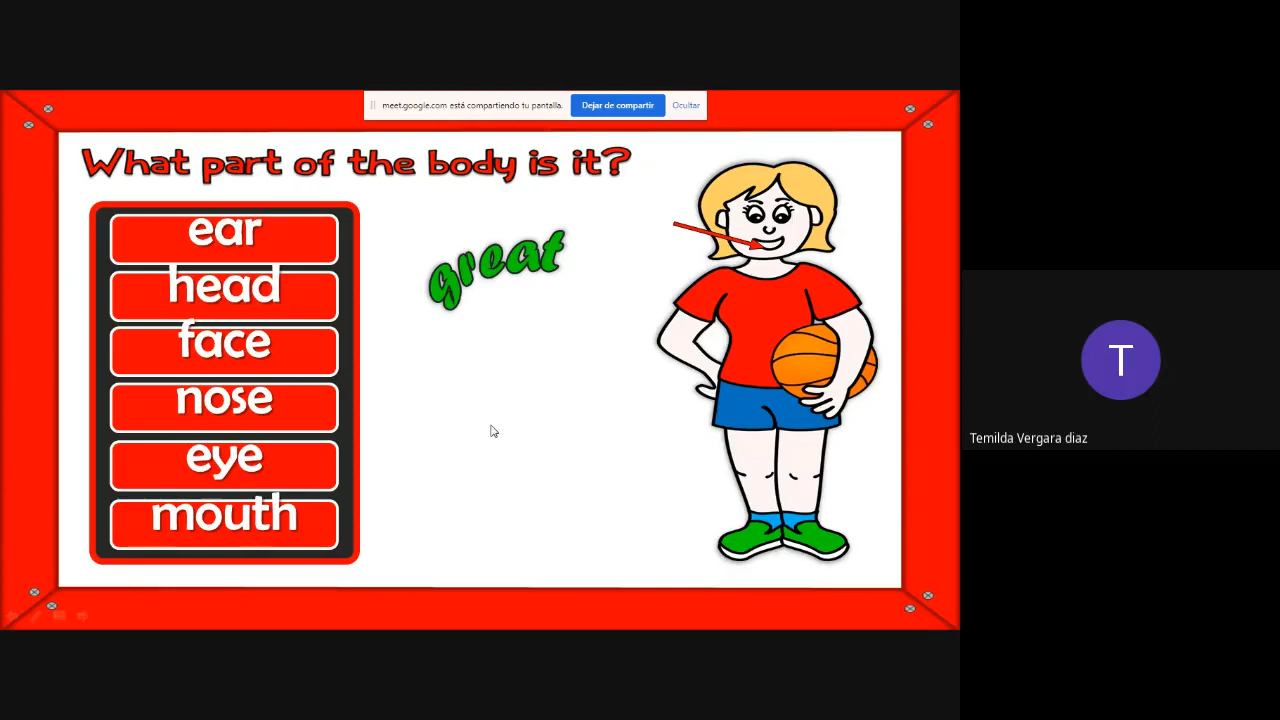 meet.google.com está compartiendo tu pantalla.
Dejar de compartir
Ocultar
What part of the body is it?
ear
head
face
nose
eye
mouth
great
T
Temilda Vergara diaz